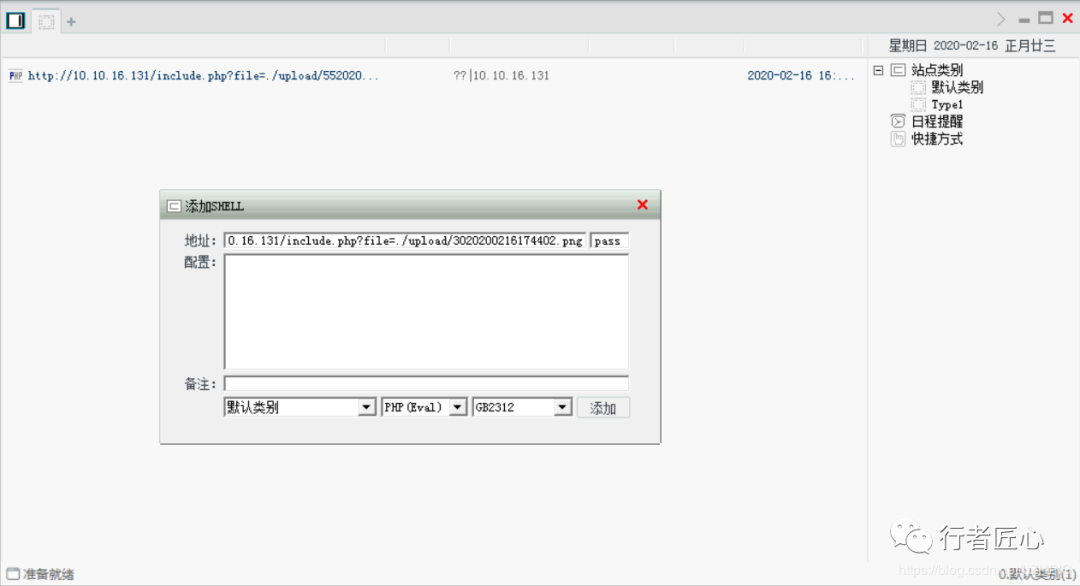 星期日 2020-02-16 正月廿三
PHP http://10.10.16.131/include.php?file=./upload/552020... ??|10.10.16.131 2020-02-16 16:...
站点类别
默认类别
Type1
日程提醒
快捷方式
添加SHELL
地址: 0.16.131/include.php?file=./upload/3020200216174402.png pass
配置:
备注:
默认类别 PHP(Eval) GB2312 添加
行者匠心
https://blog.csdn
准备就绪 0.默认类别(1)